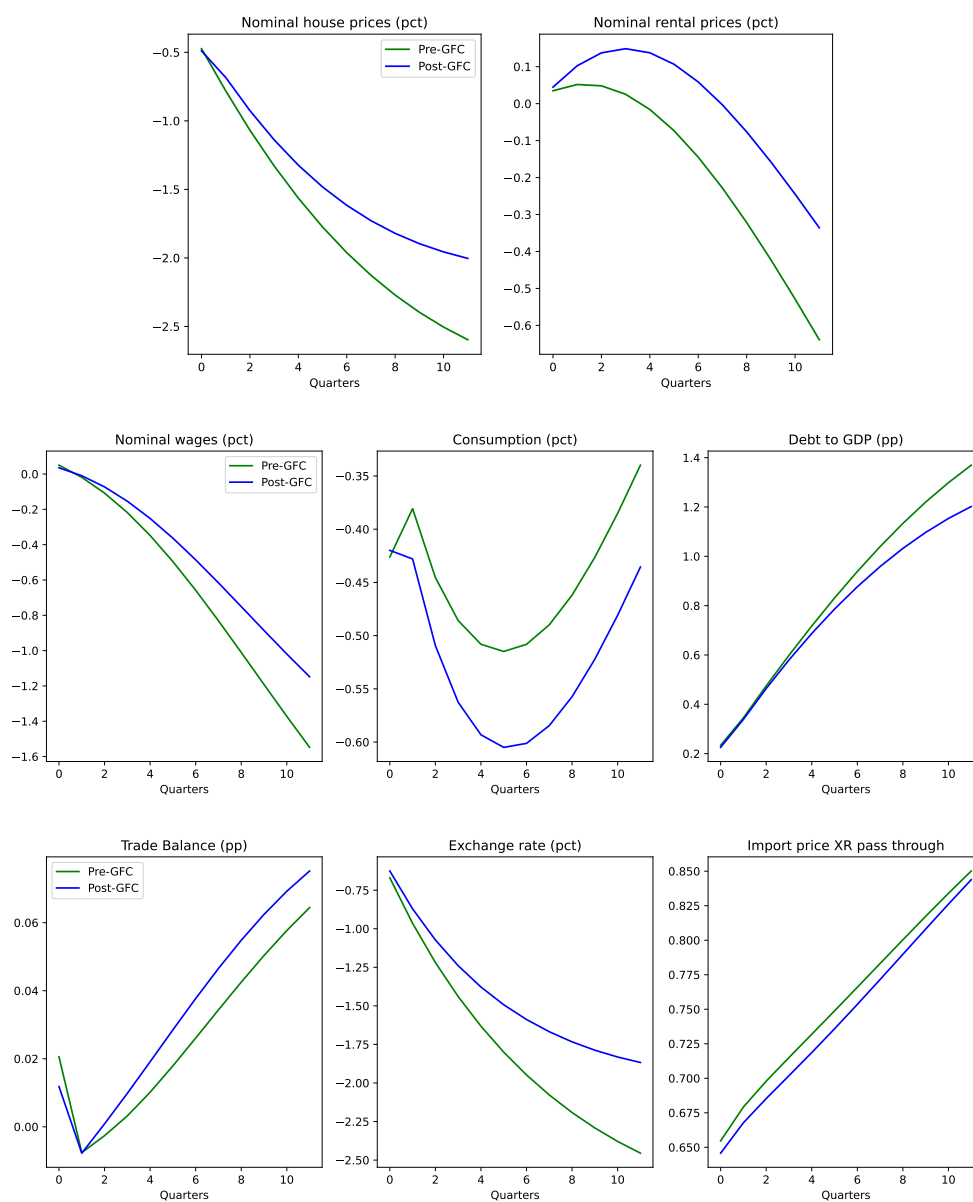 Nominal house prices (pct)
Pre-GFC
Post-GFC
−0.5
−1.0
−1.5
−2.0
−2.5
0 2 4 6 8 10
Quarters
Nominal rental prices (pct)
0.1
0.0
−0.1
−0.2
−0.3
−0.4
−0.5
−0.6
0 2 4 6 8 10
Quarters
Nominal wages (pct)
Pre-GFC
Post-GFC
0.0
−0.2
−0.4
−0.6
−0.8
−1.0
−1.2
−1.4
−1.6
0 2 4 6 8 10
Quarters
Consumption (pct)
−0.35
−0.40
−0.45
−0.50
−0.55
−0.60
0 2 4 6 8 10
Quarters
Debt to GDP (pp)
1.4
1.2
1.0
0.8
0.6
0.4
0.2
0 2 4 6 8 10
Quarters
Trade Balance (pp)
Pre-GFC
Post-GFC
0.06
0.04
0.02
0.00
0 2 4 6 8 10
Quarters
Exchange rate (pct)
−0.75
−1.00
−1.25
−1.50
−1.75
−2.00
−2.25
−2.50
0 2 4 6 8 10
Quarters
Import price XR pass through
0.850
0.825
0.800
0.775
0.750
0.725
0.700
0.675
0.650
0 2 4 6 8 10
Quarters